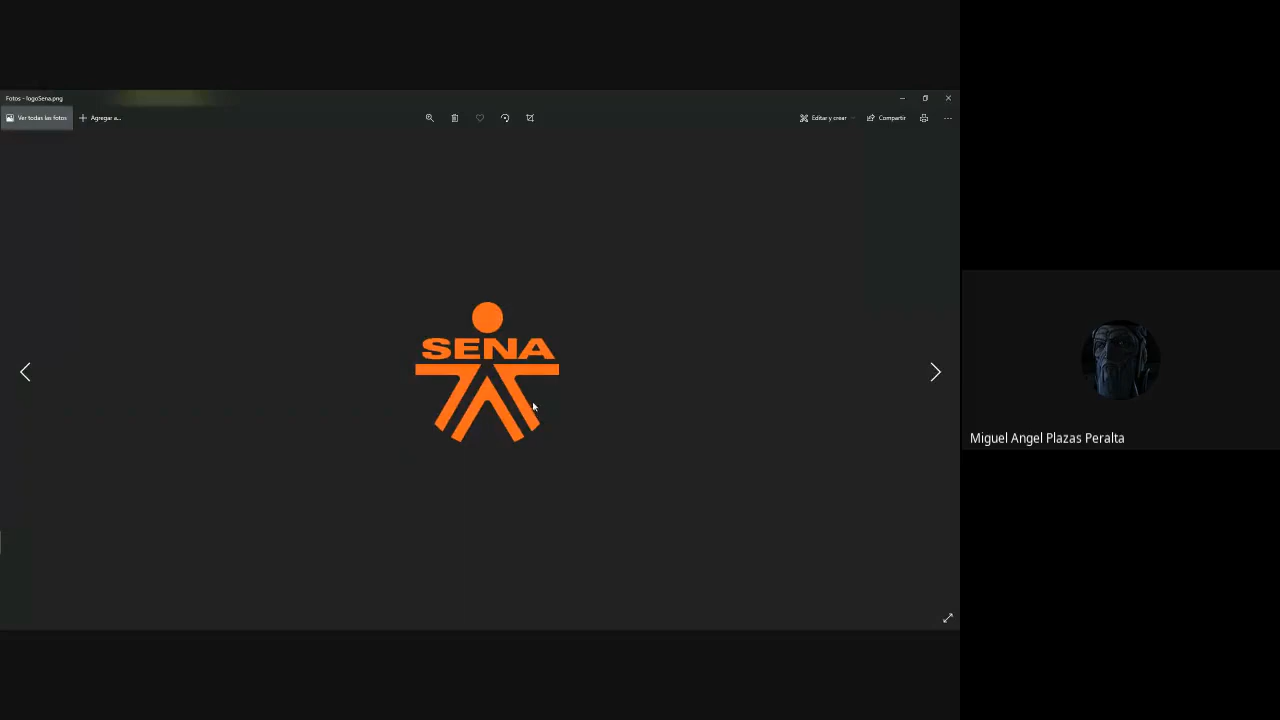 Fotos - logoSena.png
Ver todas las fotos
Agregar a...
Editar y crear
Compartir
SENA
Miguel Angel Plazas Peralta